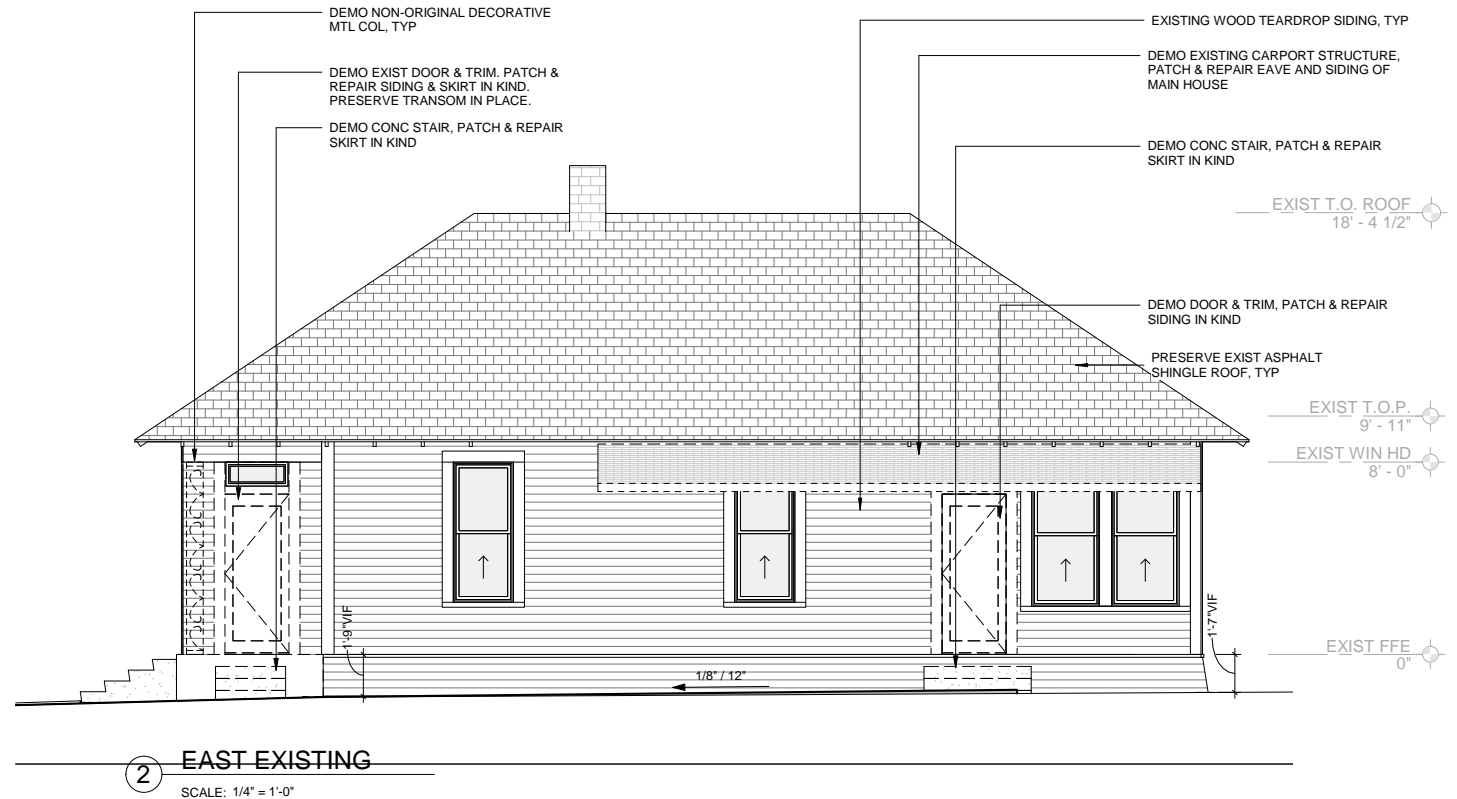 DEMO NON-ORIGINAL DECORATIVE
MTL COL, TYP
DEMO EXIST DOOR & TRIM. PATCH &
REPAIR SIDING & SKIRT IN KIND.
PRESERVE TRANSOM IN PLACE.
DEMO CONC STAIR, PATCH & REPAIR
SKIRT IN KIND
EXISTING WOOD TEARDROP SIDING, TYP
DEMO EXISTING CARPORT STRUCTURE,
PATCH & REPAIR EAVE AND SIDING OF
MAIN HOUSE
DEMO CONC STAIR, PATCH & REPAIR
SKIRT IN KIND
EXIST T.O. ROOF
18' - 4 1/2"
DEMO DOOR & TRIM, PATCH & REPAIR
SIDING IN KIND
PRESERVE EXIST ASPHALT
SHINGLE ROOF, TYP
EXIST T.O.P.
9' - 11"
EXIST WIN HD
8' - 0"
EXIST FFE
0"
1'-9"VIF
1'-7"VIF
1/8" / 12"
2
EAST EXISTING
SCALE: 1/4" = 1'-0"